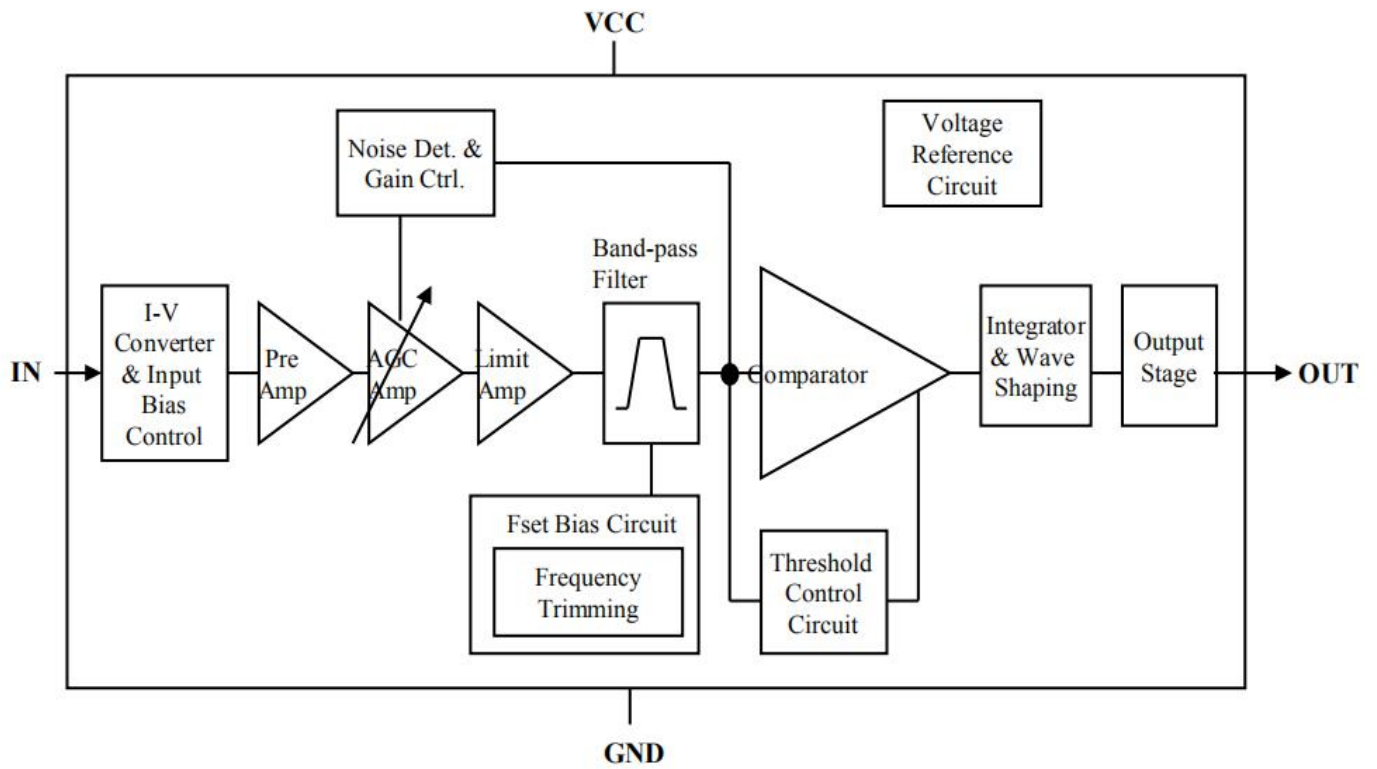 VCC
Voltage
Reference
Circuit
Noise Det. &
Gain Ctrl.
Band-pass
Filter
IN
I-V
Converter
& Input
Bias
Control
Pre
Amp
AGC
Amp
Limit
Amp
Comparator
Integrator
& Wave
Shaping
Output
Stage
OUT
Fset Bias Circuit
Frequency
Trimming
Threshold
Control
Circuit
GND